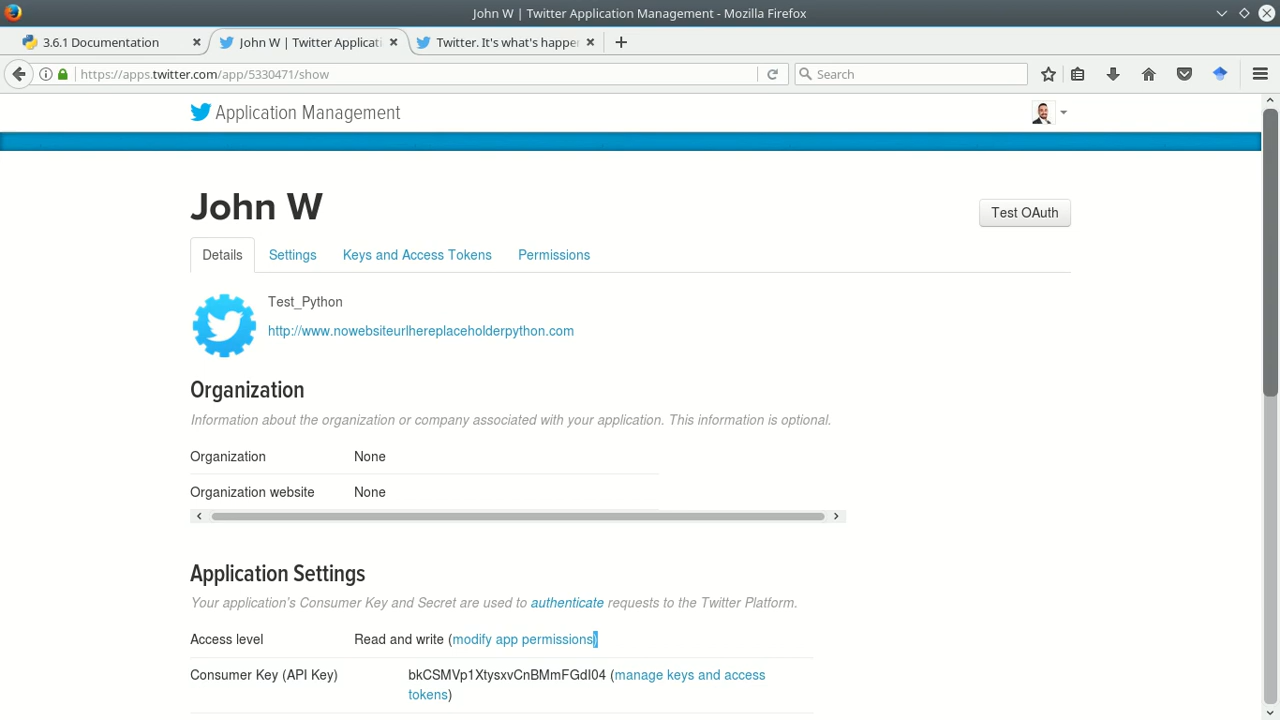 John W | Twitter Application Management - Mozilla Firefox
3.6.1 Documentation
John W | Twitter Applicati
Twitter. It's what's happe
https://apps.twitter.com/app/5330471/show
Search
Application Management
John W
Test OAuth
Details
Settings
Keys and Access Tokens
Permissions
Test_Python
http://www.nowebsiteurlhereplaceholderpython.com
Organization
Information about the organization or company associated with your application. This information is optional.
Organization None
Organization website None
Application Settings
Your application's Consumer Key and Secret are used to authenticate requests to the Twitter Platform.
Access level Read and write (modify app permissions)
Consumer Key (API Key) bkCSMVp1XtysxvCnBMmFGdI04 (manage keys and access
tokens)